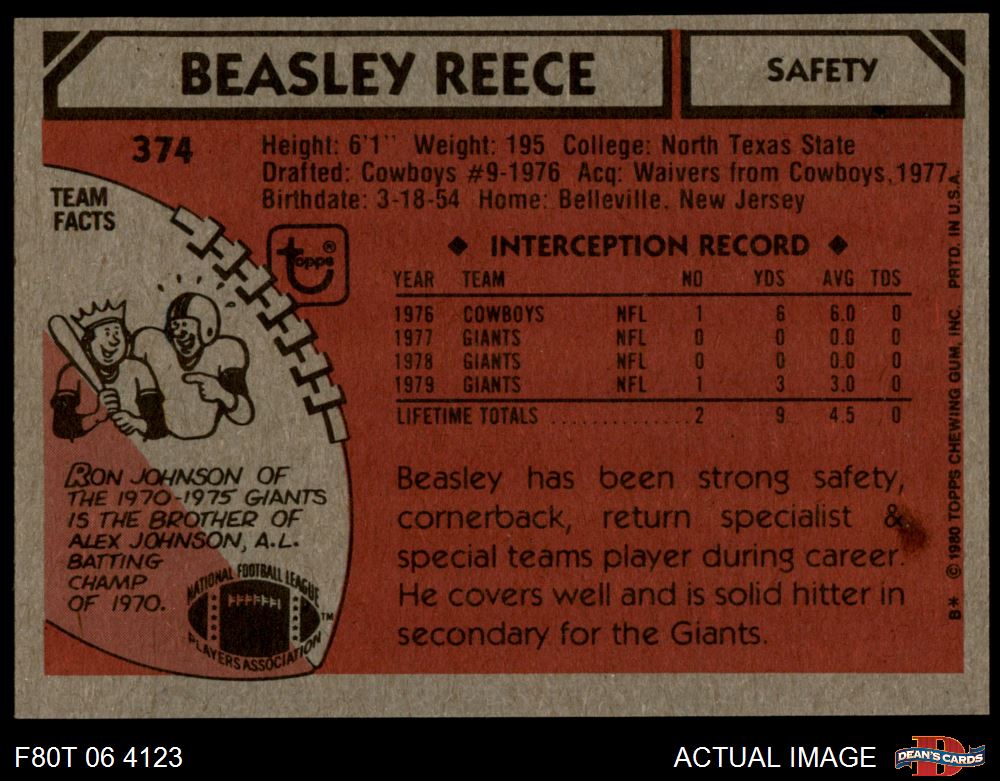 BEASLEY REECE
SAFETY
374
Height: 6'1" Weight: 195 College: North Texas State
Drafted: Cowboys #9-1976 Acq: Waivers from Cowboys, 1977.
Birthdate: 3-18-54 Home: Belleville, New Jersey
TEAM
FACTS
topps®
◆ INTERCEPTION RECORD ◆
YEAR TEAM NO YDS AVG TDS
1976 COWBOYS NFL 1 6 6.0 0
1977 GIANTS NFL 0 0 0.0 0
1978 GIANTS NFL 0 0 0.0 0
1979 GIANTS NFL 1 3 3.0 0
LIFETIME TOTALS .............. 2 9 4.5 0
RON JOHNSON OF
THE 1970-1975 GIANTS
IS THE BROTHER OF
ALEX JOHNSON, A.L.
BATTING
CHAMP
OF 1970.
NATIONAL FOOTBALL LEAGUE
PLAYERS ASSOCIATION
™
Beasley has been strong safety,
cornerback, return specialist &
special teams player during career.
He covers well and is solid hitter in
secondary for the Giants.
B* © 1980 TOPPS CHEWING GUM, INC. PRTD. IN U.S.A.
F80T 06 4123
ACTUAL IMAGE
D
DEAN'S CARDS